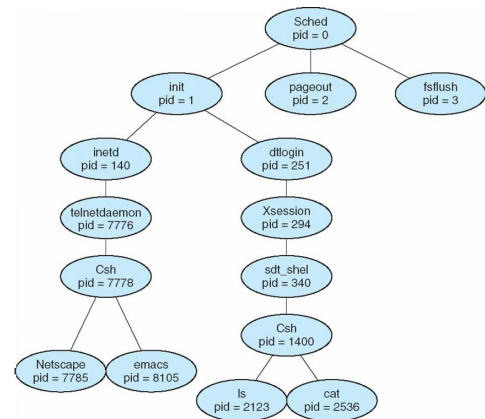 Sched
pid = 0
init
pid = 1
pageout
pid = 2
fsflush
pid = 3
inetd
pid = 140
dtlogin
pid = 251
telnetdaemon
pid = 7776
Xsession
pid = 294
Csh
pid = 7778
sdt_shel
pid = 340
Csh
pid = 1400
Netscape
pid = 7785
emacs
pid = 8105
ls
pid = 2123
cat
pid = 2536